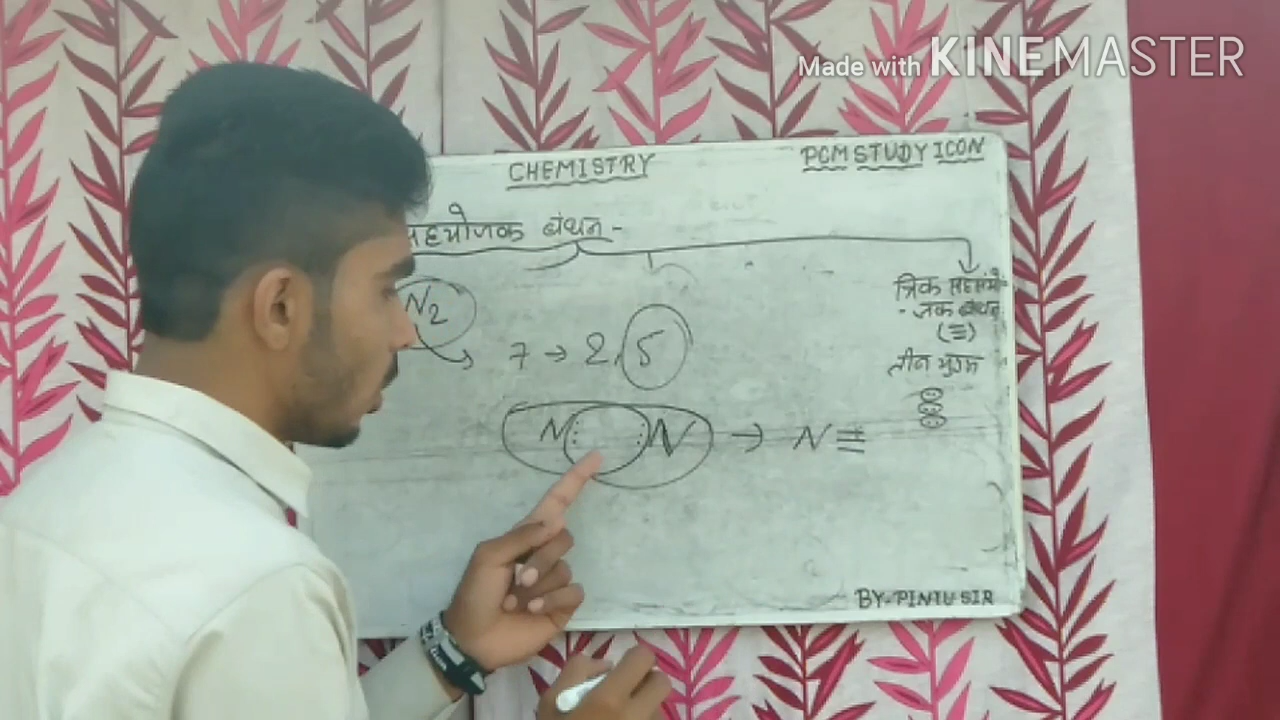 Made with KINEMASTER
CHEMISTRY
PCM STUDY ICON
सहयोजक बंधन -
N2
7 → 2,5
त्रिक सहसंयो-
- जक बंधन
(≡)
तीन युग्म
N N → N≡
BY-PINTU SIR